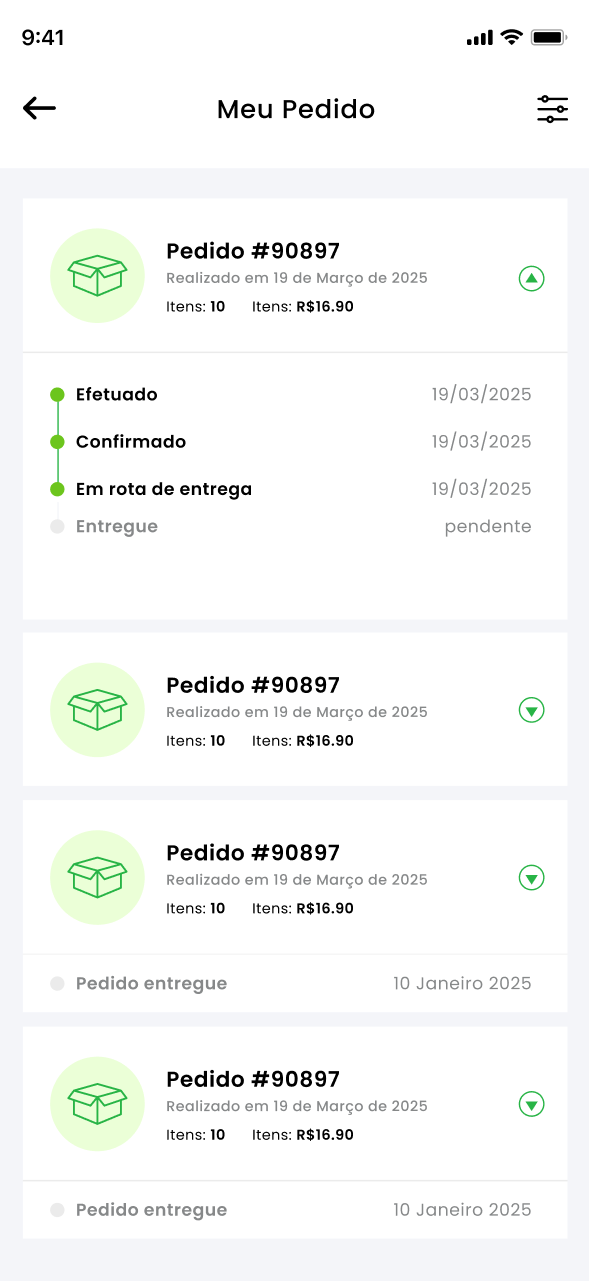 9:41
Meu Pedido
Pedido #90897
Realizado em 19 de Março de 2025
Itens: 10 Itens: R$16.90
Efetuado 19/03/2025
Confirmado 19/03/2025
Em rota de entrega 19/03/2025
Entregue pendente
Pedido #90897
Realizado em 19 de Março de 2025
Itens: 10 Itens: R$16.90
Pedido #90897
Realizado em 19 de Março de 2025
Itens: 10 Itens: R$16.90
Pedido entregue 10 Janeiro 2025
Pedido #90897
Realizado em 19 de Março de 2025
Itens: 10 Itens: R$16.90
Pedido entregue 10 Janeiro 2025